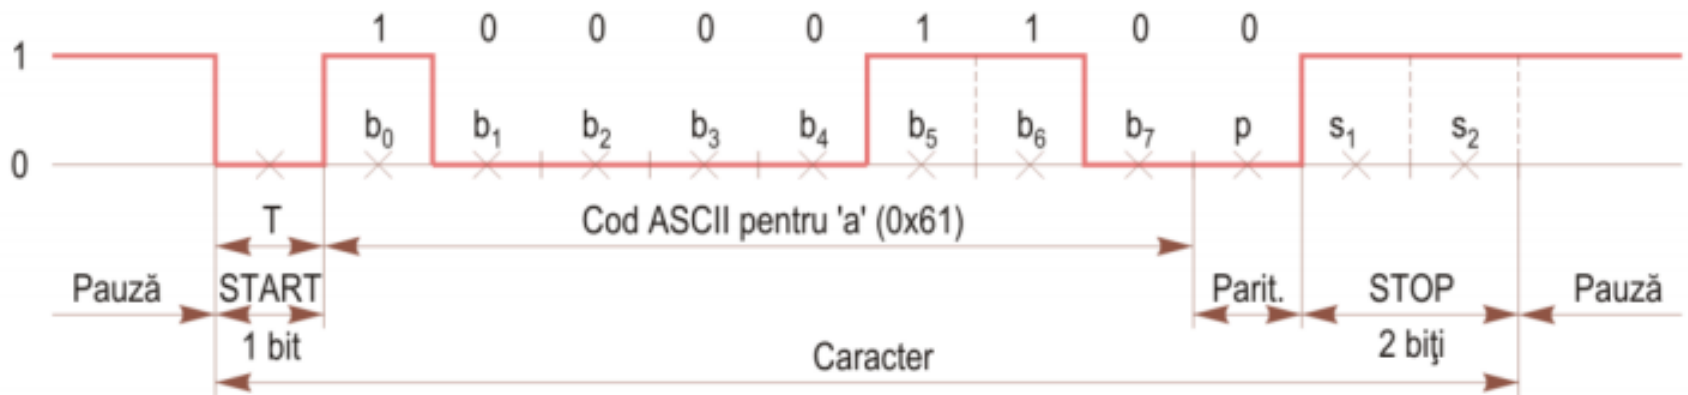 1 0 0 0 0 1 1 0 0
1
b0 b1 b2 b3 b4 b5 b6 b7 p s1 s2
0
T Cod ASCII pentru 'a' (0x61)
Pauză START Parit. STOP Pauză
1 bit 2 biţi
Caracter